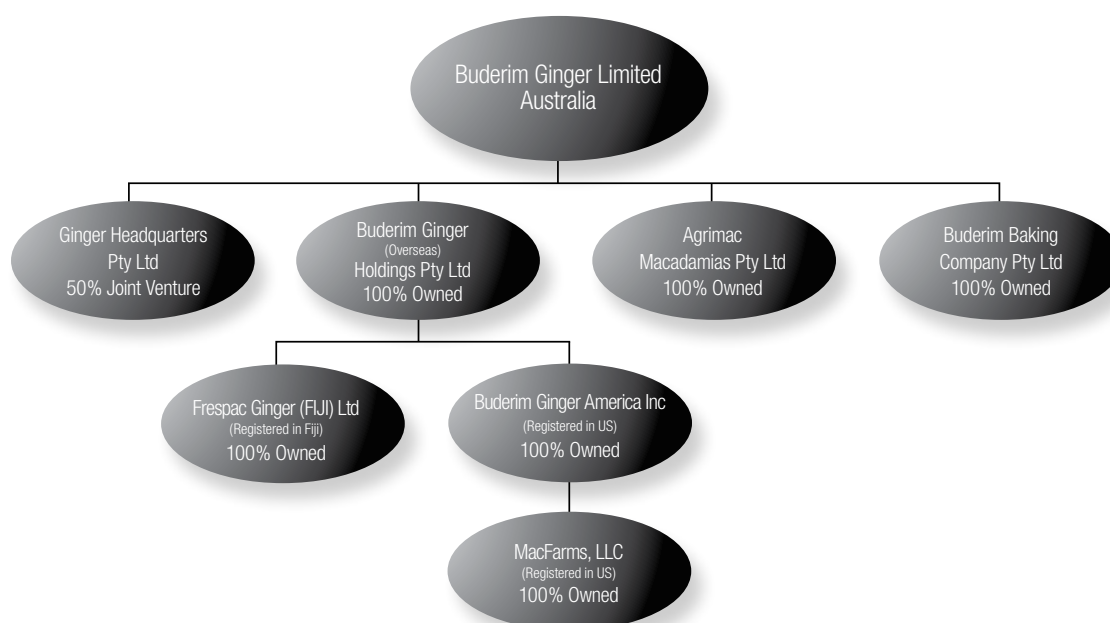 Buderim Ginger Limited
Australia
Ginger Headquarters
Pty Ltd
50% Joint Venture
Buderim Ginger
(Overseas)
Holdings Pty Ltd
100% Owned
Agrimac
Macadamias Pty Ltd
100% Owned
Buderim Baking
Company Pty Ltd
100% Owned
Frespac Ginger (FIJI) Ltd
(Registered in Fiji)
100% Owned
Buderim Ginger America Inc
(Registered in US)
100% Owned
MacFarms, LLC
(Registered in US)
100% Owned